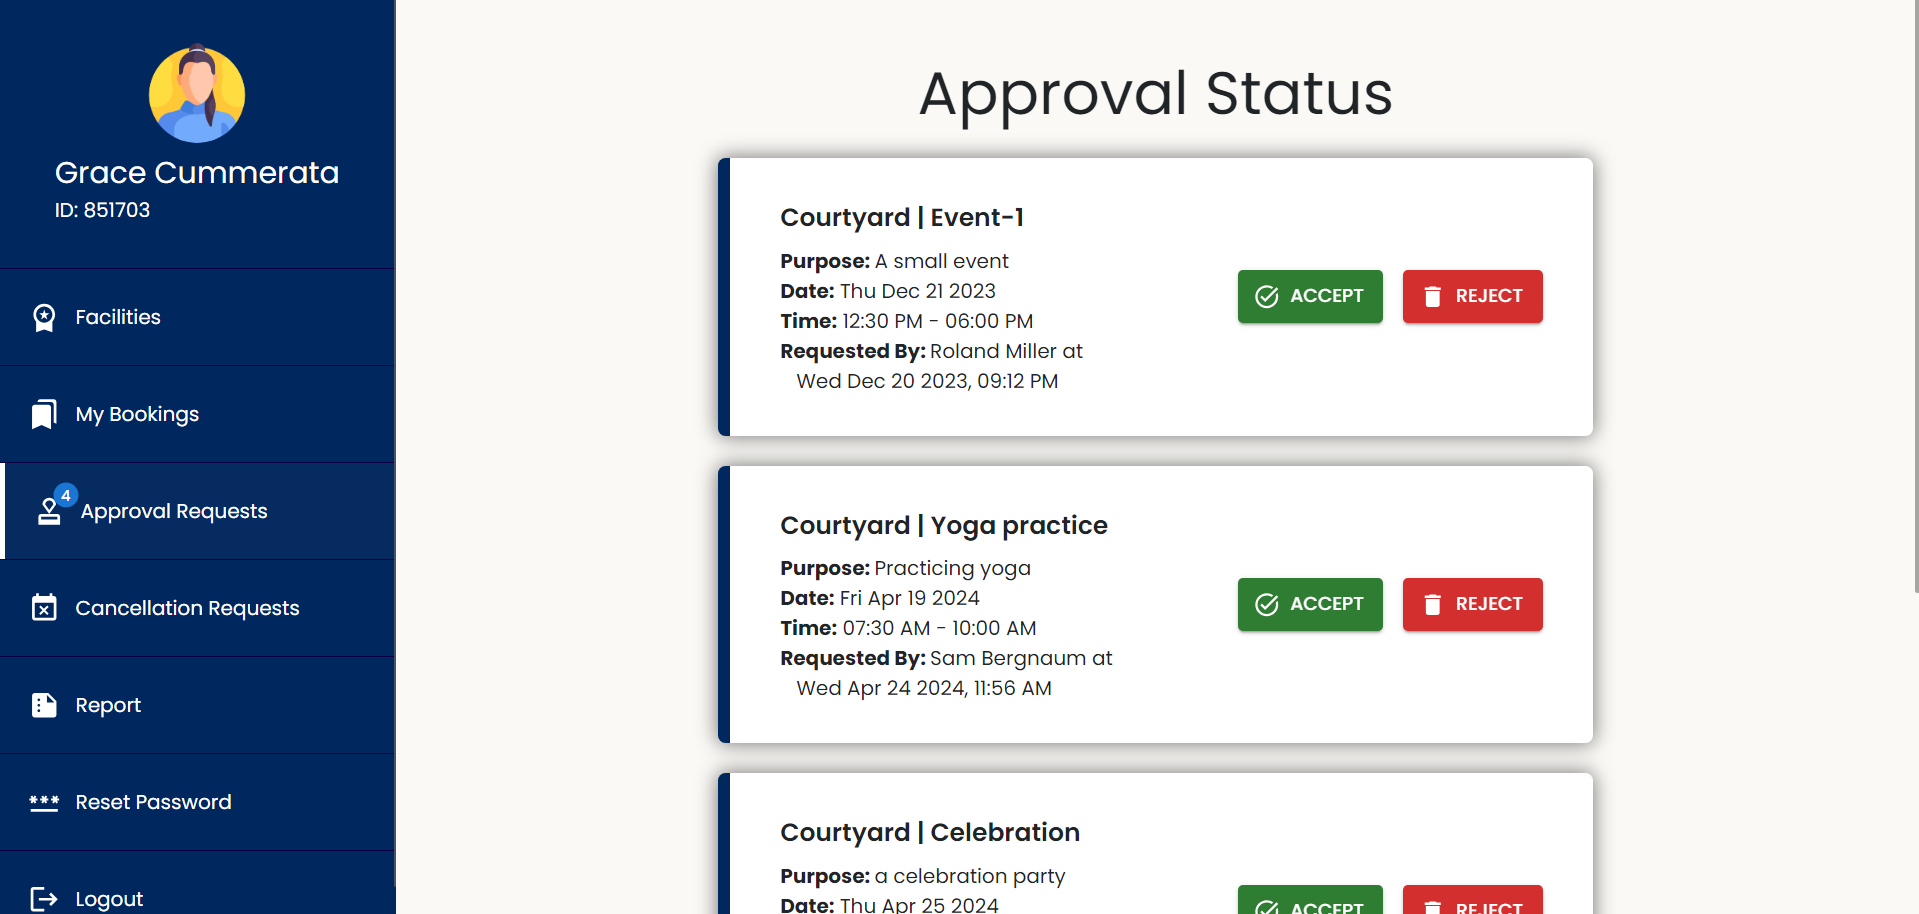 Grace Cummerata
ID: 851703
Facilities
My Bookings
4
Approval Requests
Cancellation Requests
Report
Reset Password
Logout
Approval Status
Courtyard | Event-1
Purpose: A small event
Date: Thu Dec 21 2023
Time: 12:30 PM - 06:00 PM
Requested By: Roland Miller at
Wed Dec 20 2023, 09:12 PM
ACCEPT REJECT
Courtyard | Yoga practice
Purpose: Practicing yoga
Date: Fri Apr 19 2024
Time: 07:30 AM - 10:00 AM
Requested By: Sam Bergnaum at
Wed Apr 24 2024, 11:56 AM
ACCEPT REJECT
Courtyard | Celebration
Purpose: a celebration party
Date: Thu Apr 25 2024
ACCEPT REJECT